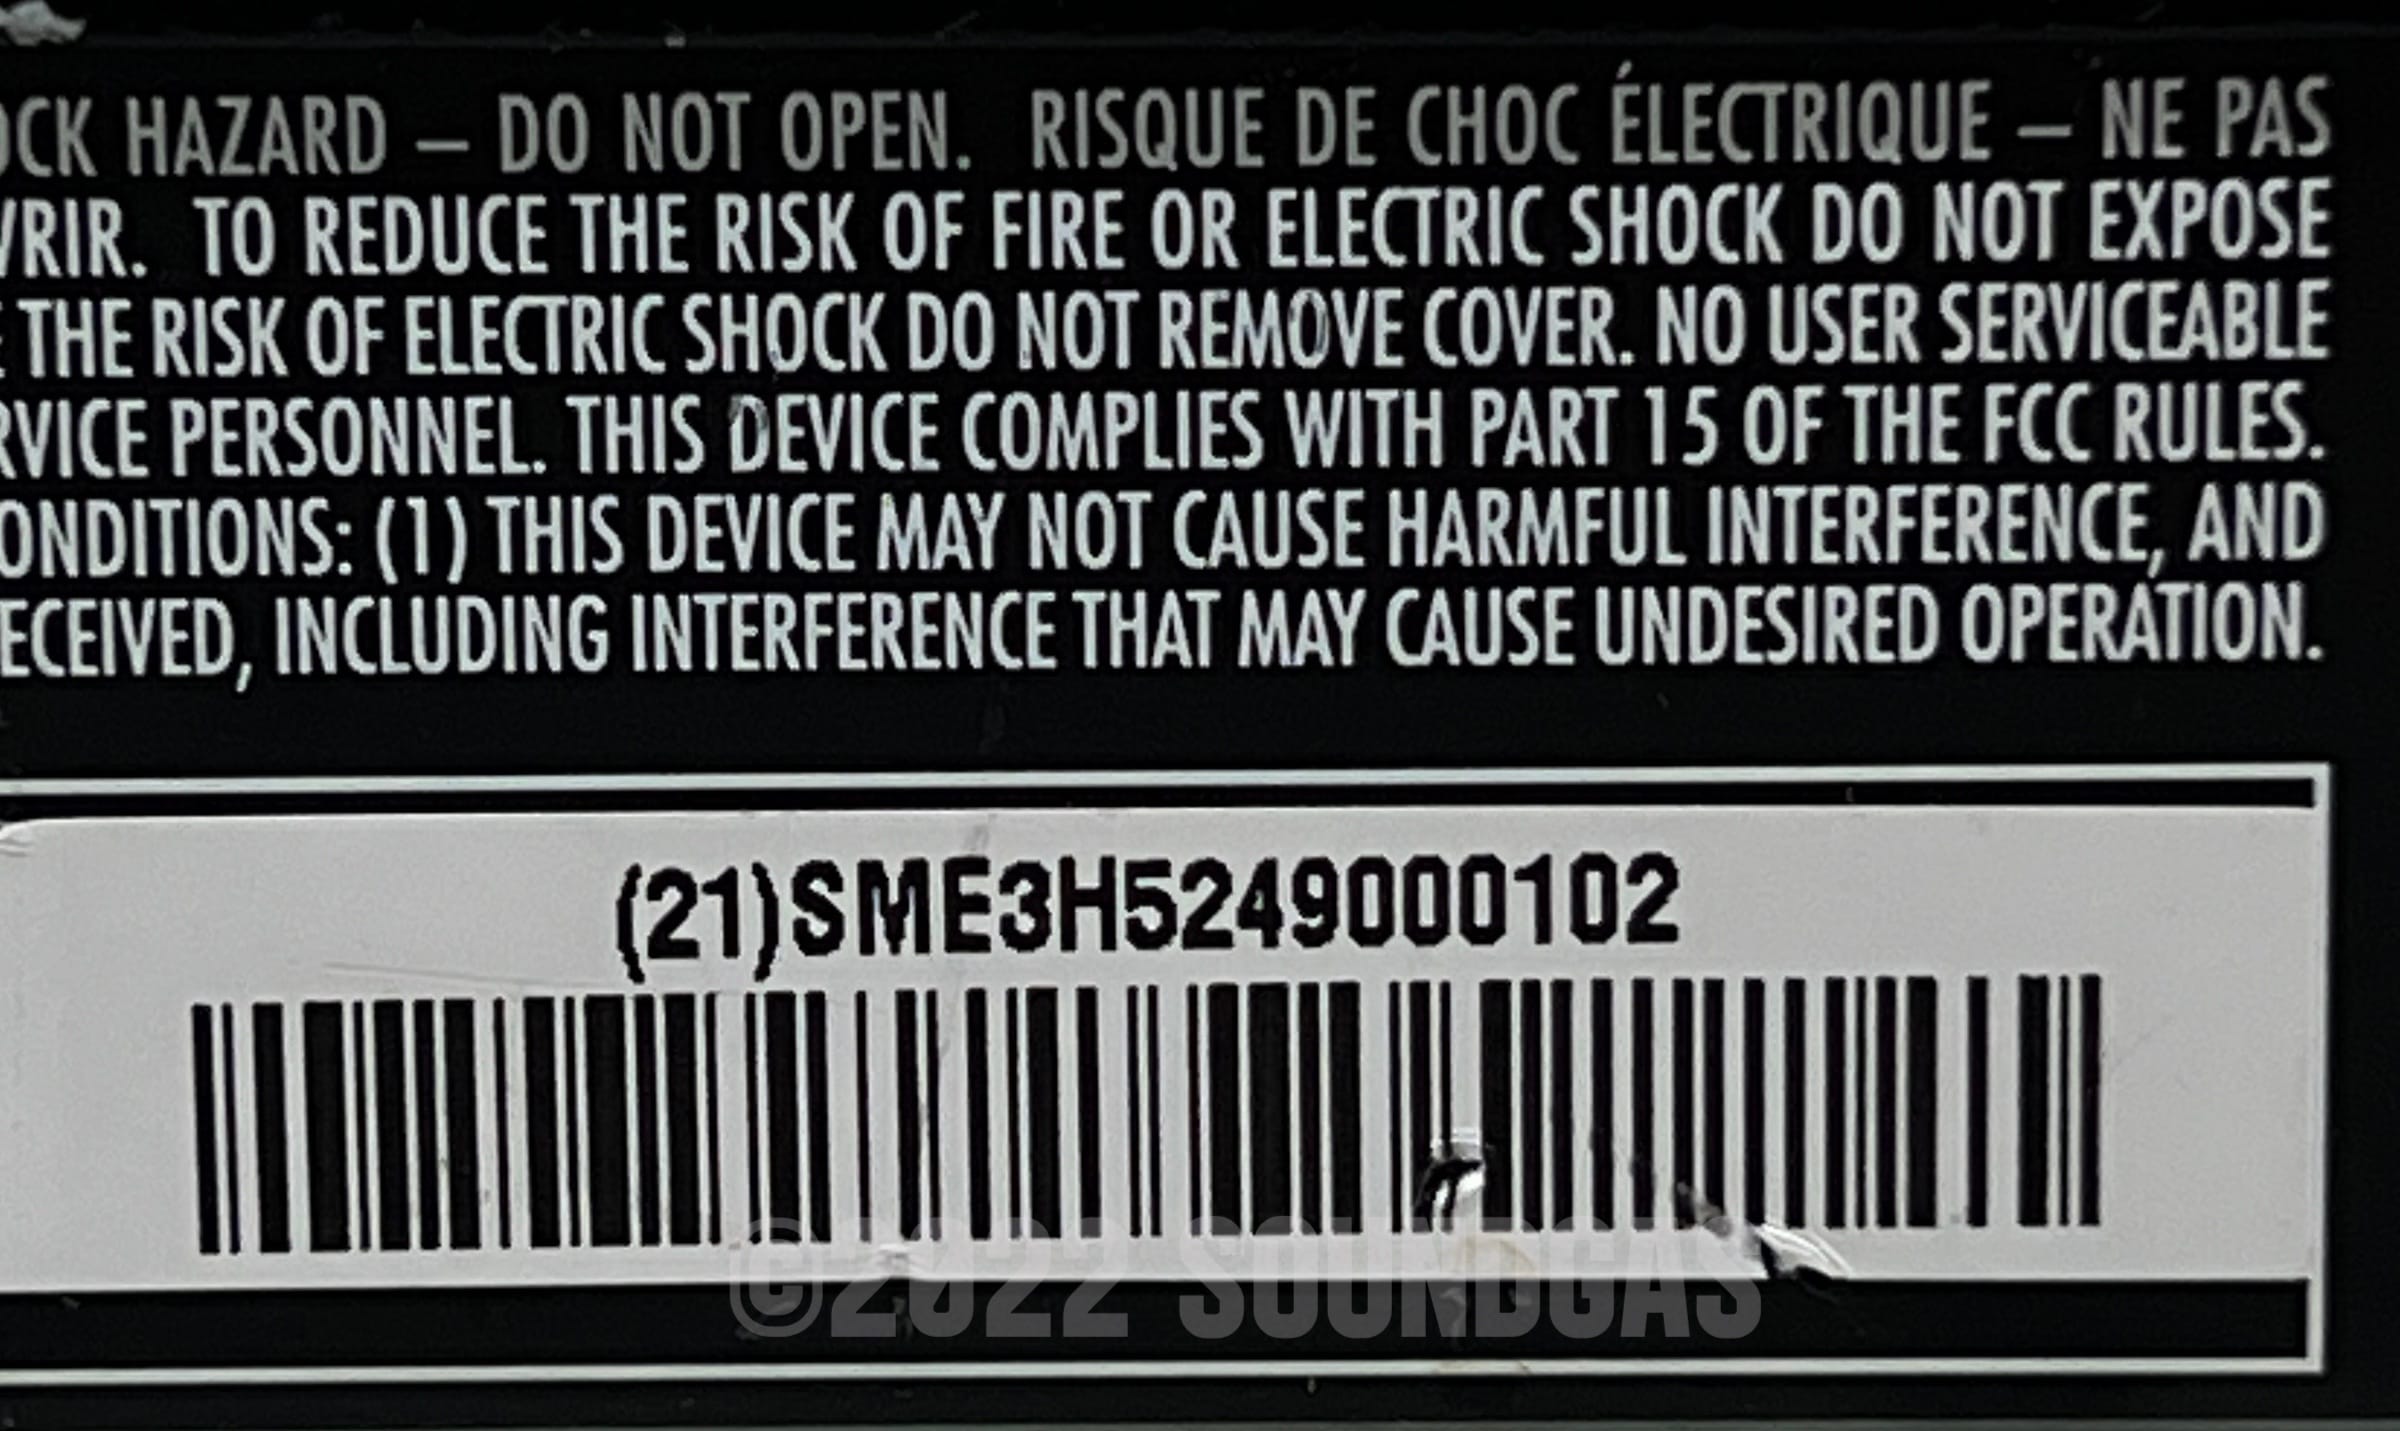 OCK HAZARD – DO NOT OPEN. RISQUE DE CHOC ÉLECTRIQUE – NE PAS
VRIR. TO REDUCE THE RISK OF FIRE OR ELECTRIC SHOCK DO NOT EXPOSE
E THE RISK OF ELECTRIC SHOCK DO NOT REMOVE COVER. NO USER SERVICEABLE
RVICE PERSONNEL. THIS DEVICE COMPLIES WITH PART 15 OF THE FCC RULES.
ONDITIONS: (1) THIS DEVICE MAY NOT CAUSE HARMFUL INTERFERENCE, AND
ECEIVED, INCLUDING INTERFERENCE THAT MAY CAUSE UNDESIRED OPERATION.
(21)SME3H5249000102
©2022 SOUNDGAS